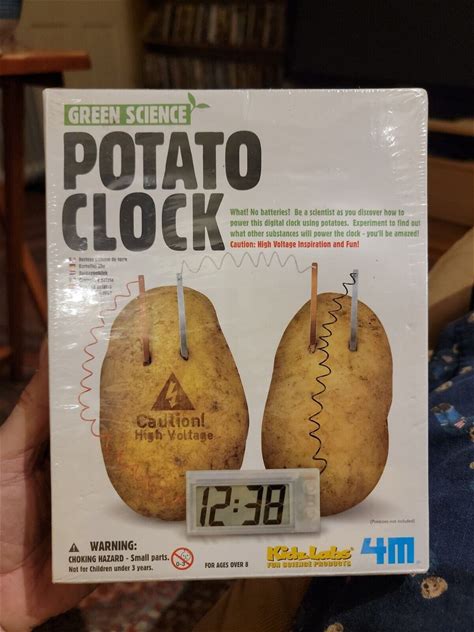 GREEN SCIENCE
POTATO
CLOCK
What! No batteries? Be a scientist as you discover how to
power this digital clock using potatoes. Experiment to find out
what other substances will power the clock - you'll be amazed!
Caution: High Voltage Inspiration and Fun!
Caution!
High Voltage
12:38
(Potatoes not included)
WARNING:
CHOKING HAZARD - Small parts.
Not for Children under 3 years.
0-3
FOR AGES OVER 8
KidzLabs
FUN SCIENCE PRODUCTS
4M